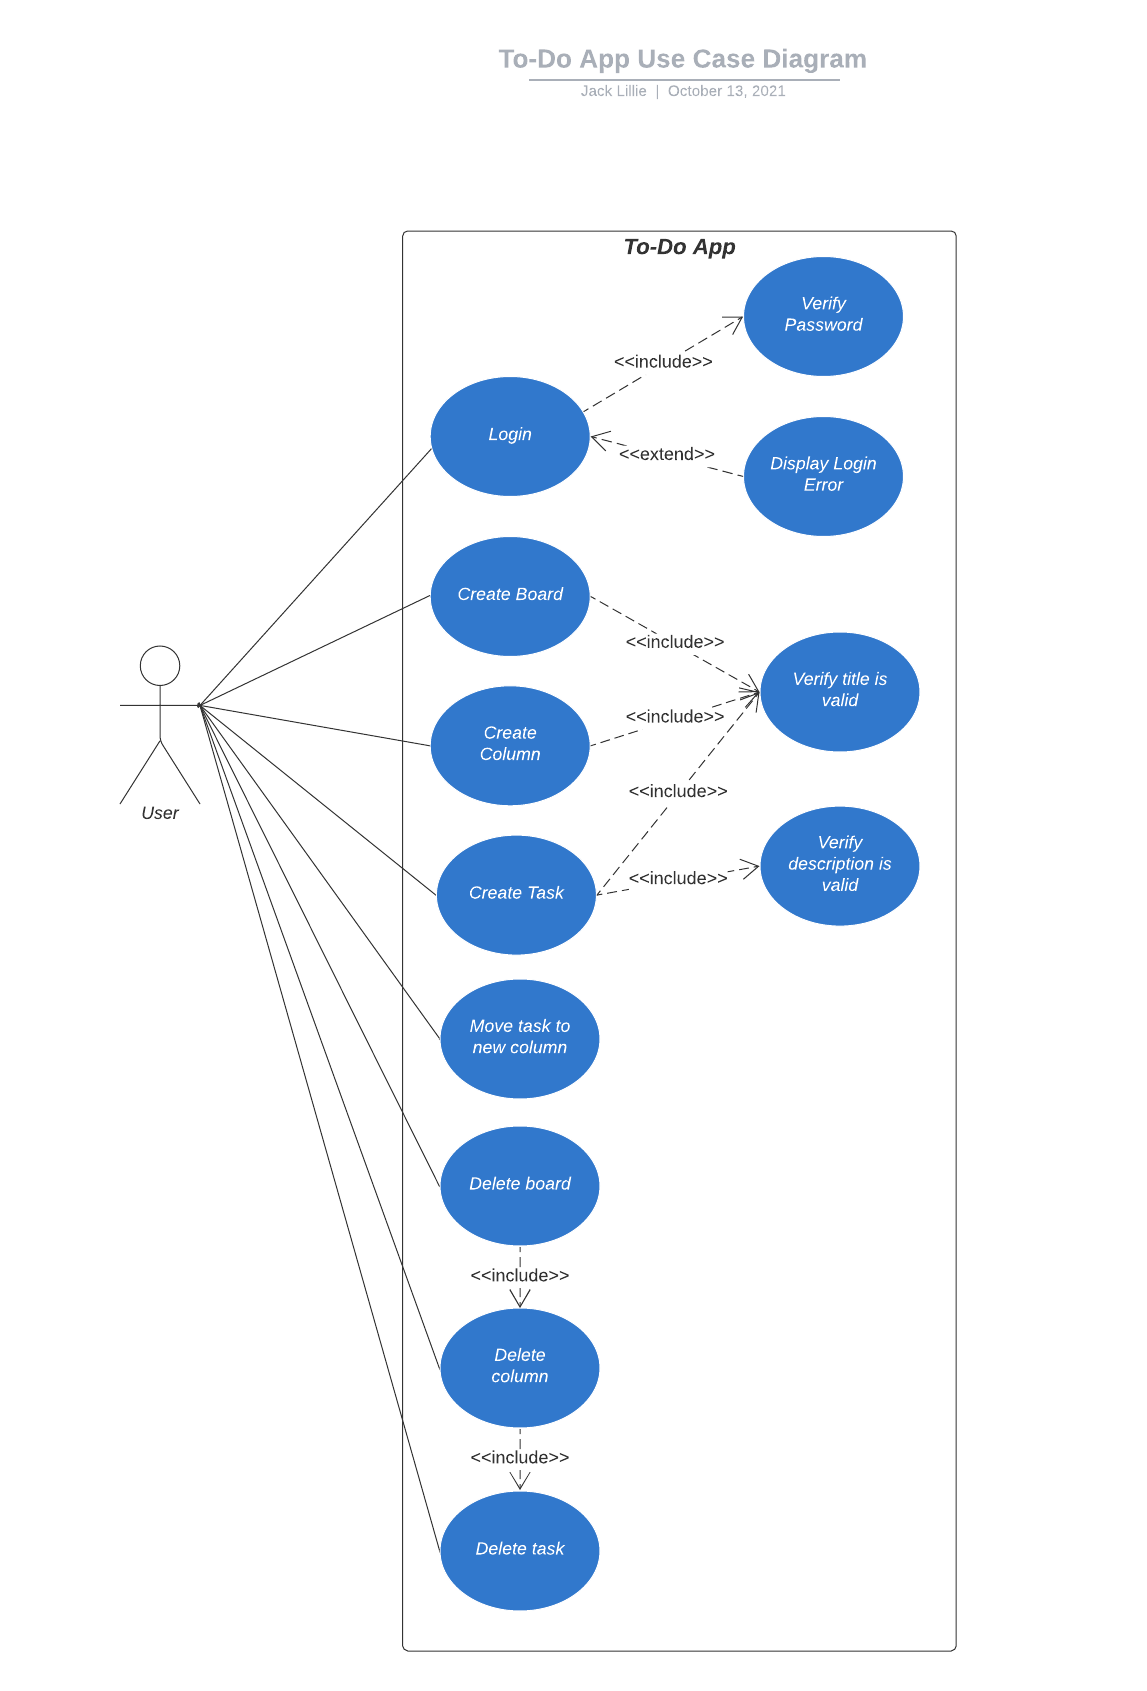 To-Do App Use Case Diagram
Jack Lillie | October 13, 2021
To-Do App
Verify
Password
<<include>>
Login
<<extend>>
Display Login
Error
Create Board
<<include>>
Verify title is
valid
<<include>>
Create
Column
<<include>>
User
Verify
description is
valid
<<include>>
Create Task
Move task to
new column
Delete board
<<include>>
Delete
column
<<include>>
Delete task